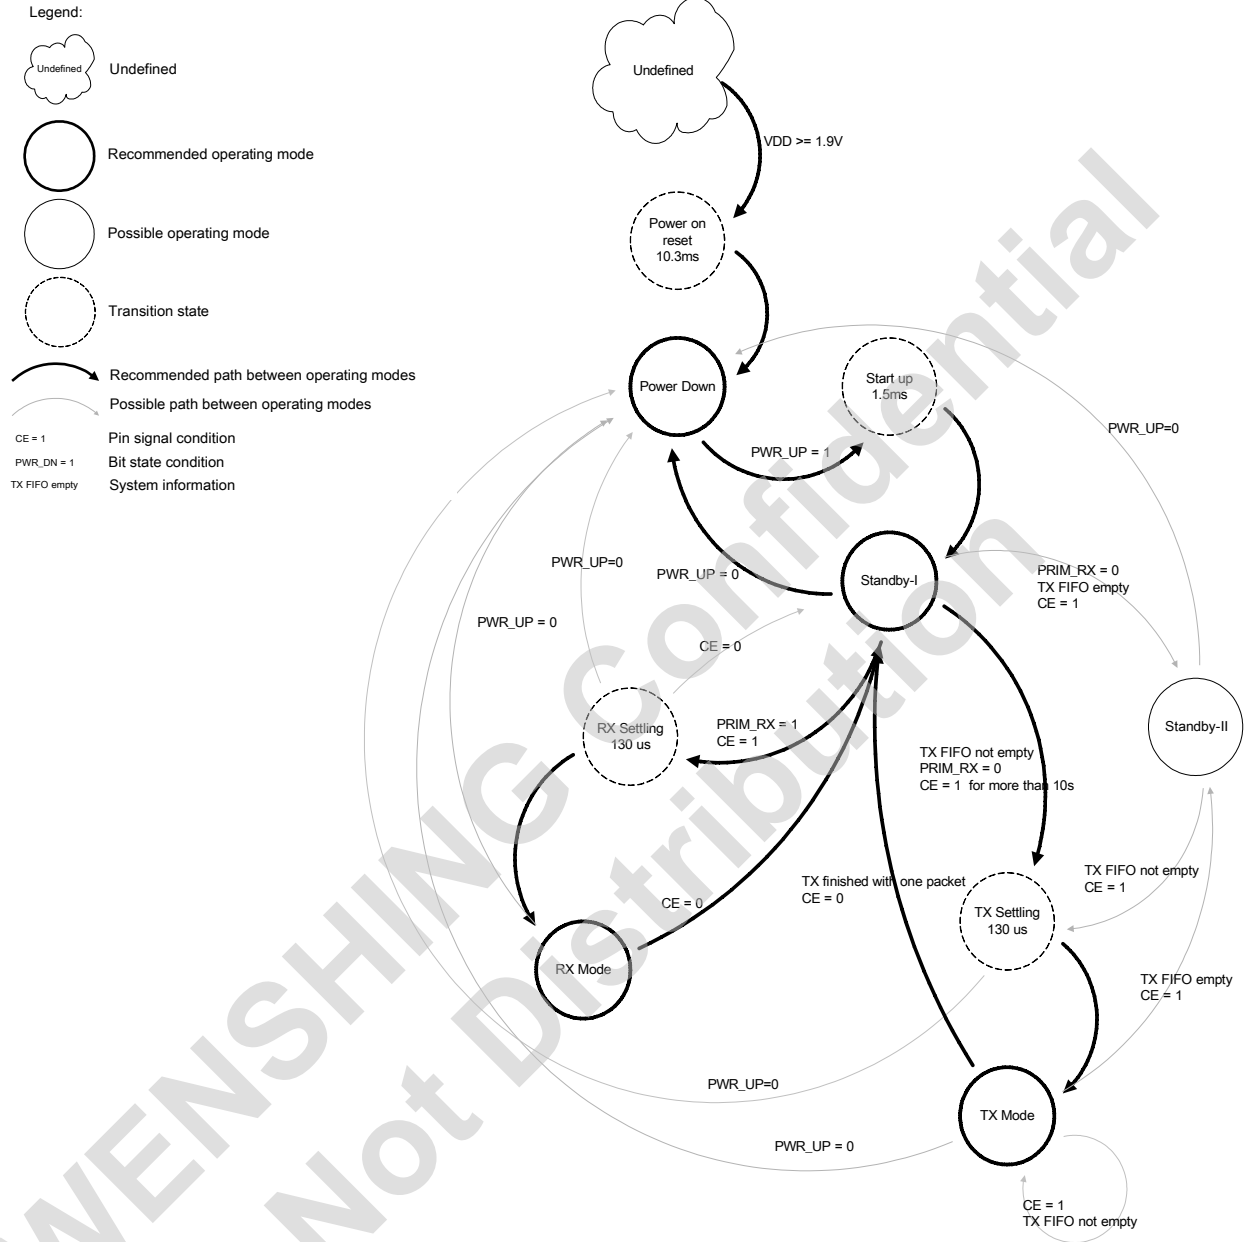 Legend:
Undefined
Undefined
Recommended operating mode
Possible operating mode
Transition state
Recommended path between operating modes
Possible path between operating modes
CE = 1
Pin signal condition
PWR_DN = 1
Bit state condition
TX FIFO empty
System information
Undefined
VDD >= 1.9V
Power on
reset
10.3ms
Power Down
Start up
1.5ms
PWR_UP=0
PWR_UP = 1
Standby-I
PWR_UP=0
PWR_UP = 0
PRIM_RX = 0
TX FIFO empty
CE = 1
PWR_UP = 0
CE = 0
RX Settling
130 us
PRIM_RX = 1
CE = 1
Standby-II
TX FIFO not empty
PRIM_RX = 0
CE = 1  for more than 10s
TX finished with one packet
CE = 0
CE = 0
TX FIFO not empty
CE = 1
TX Settling
130 us
RX Mode
TX FIFO empty
CE = 1
PWR_UP=0
TX Mode
PWR_UP = 0
CE = 1
TX FIFO not empty
WENSHING Confidential
Not Distribution